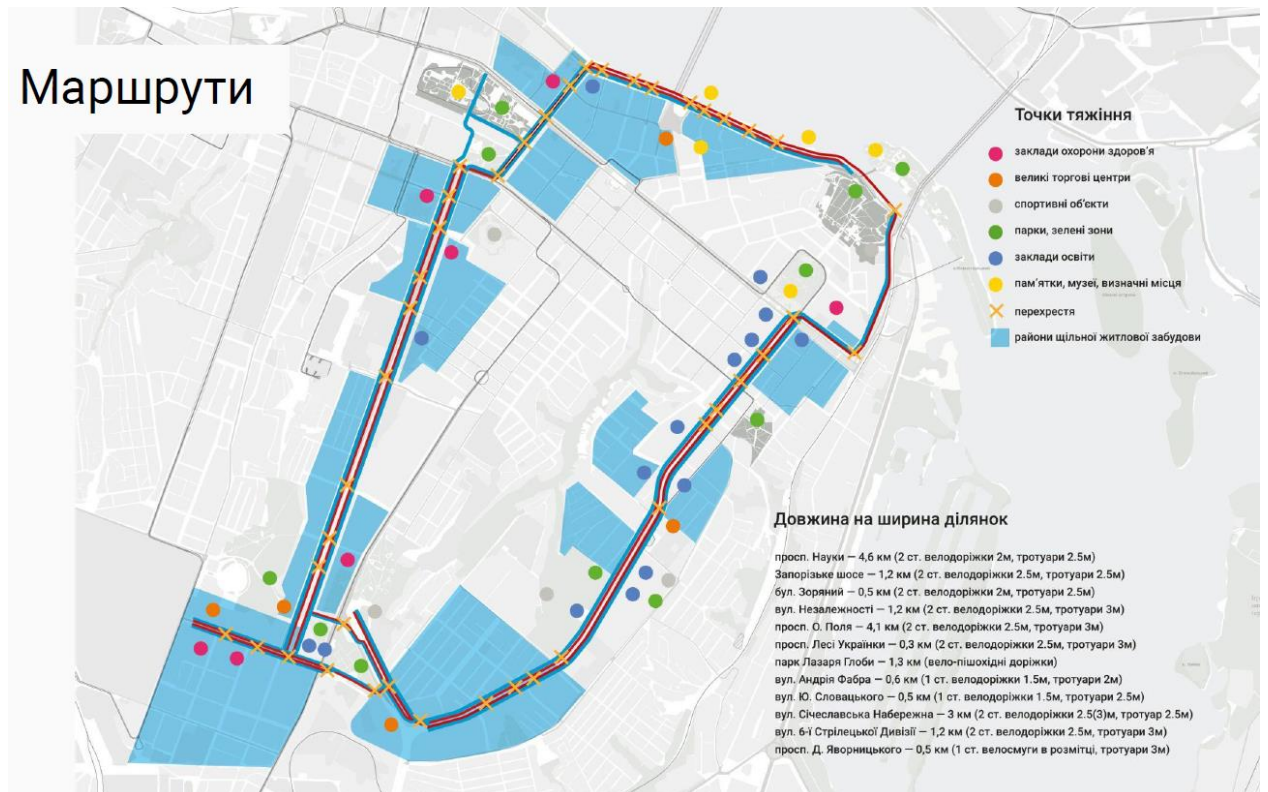 Маршрути
Точки тяжіння
заклади охорони здоров'я
великі торгові центри
спортивні об'єкти
парки, зелені зони
заклади освіти
пам'ятки, музеї, визначні місця
перехрестя
райони щільної житлової забудови
Довжина на ширина ділянок
просп. Науки — 4,6 км (2 ст. велодоріжки 2м, тротуари 2.5м)
Запорізьке шосе — 1,2 км (2 ст. велодоріжки 2.5м, тротуари 2.5м)
бул. Зоряний — 0,5 км (2 ст. велодоріжки 2м, тротуари 2.5м)
вул. Незалежності — 1,2 км (2 ст. велодоріжки 2.5м, тротуари 3м)
просп. О. Поля — 4,1 км (2 ст. велодоріжки 2.5м, тротуари 3м)
просп. Лесі Українки — 0,3 км (2 ст. велодоріжки 2.5м, тротуари 3м)
парк Лазаря Глоби — 1,3 км (вело-пішохідні доріжки)
вул. Андрія Фабра — 0,6 км (1 ст. велодоріжки 1.5м, тротуари 2м)
вул. Ю. Словацького — 0,5 км (1 ст. велодоріжки 1.5м, тротуари 2.5м)
вул. Січеславська Набережна — 3 км (2 ст. велодоріжки 2.5(3)м, тротуар 2.5м)
вул. 6-ї Стрілецької Дивізії — 1,2 км (2 ст. велодоріжки 2.5м, тротуари 3м)
просп. Д. Яворницького — 0,5 км (1 ст. велосмуги в розмітці, тротуари 3м)